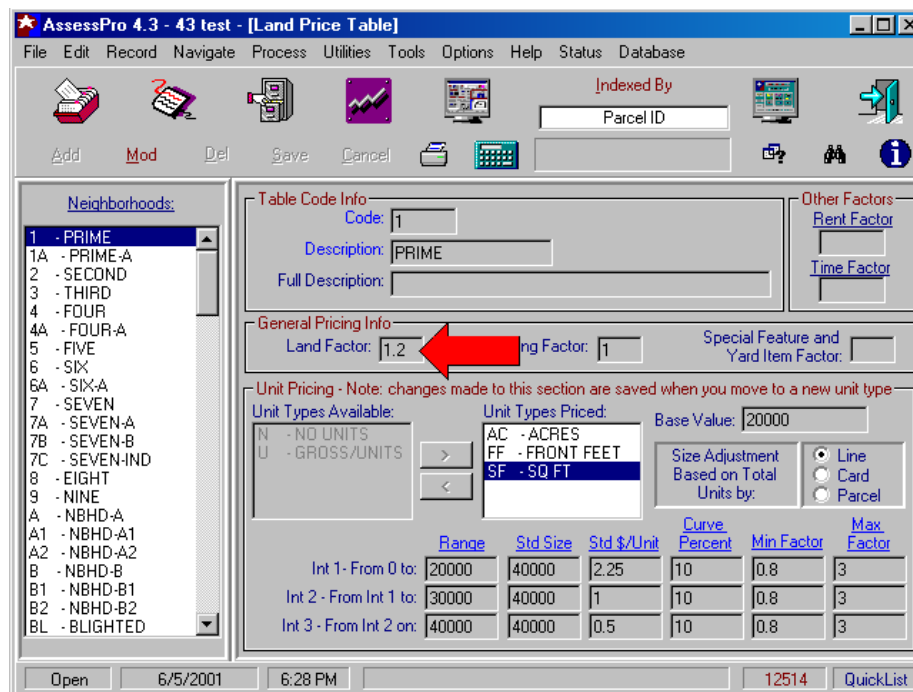 AssessPro 4.3 - 43 test - [Land Price Table]
File Edit Record Navigate Process Utilities Tools Options Help Status Database
Indexed By
Parcel ID
Add Mod Del Save Cancel
Neighborhoods:
1 - PRIME
1A - PRIME-A
2 - SECOND
3 - THIRD
4 - FOUR
4A - FOUR-A
5 - FIVE
6 - SIX
6A - SIX-A
7 - SEVEN
7A - SEVEN-A
7B - SEVEN-B
7C - SEVEN-IND
8 - EIGHT
9 - NINE
A - NBHD-A
A1 - NBHD-A1
A2 - NBHD-A2
B - NBHD-B
B1 - NBHD-B1
B2 - NBHD-B2
BL - BLIGHTED
Table Code Info
Code: 1
Description: PRIME
Full Description:
Other Factors
Rent Factor
Time Factor
General Pricing Info
Land Factor: 1.2 ng Factor: 1 Special Feature and
Yard Item Factor:
Unit Pricing - Note: changes made to this section are saved when you move to a new unit type
Unit Types Available:
N - NO UNITS
U - GROSS/UNITS
>
<
Unit Types Priced:
AC - ACRES
FF - FRONT FEET
SF - SQ FT
Base Value: 20000
Size Adjustment
Based on Total
Units by:
Line
Card
Parcel
Range Std Size Std $/Unit Curve Percent Min Factor Max Factor
Int 1- From 0 to: 20000 40000 2.25 10 0.8 3
Int 2 - From Int 1 to: 30000 40000 1 10 0.8 3
Int 3 - From Int 2 on: 40000 40000 0.5 10 0.8 3
Open 6/5/2001 6:28 PM 12514 QuickList